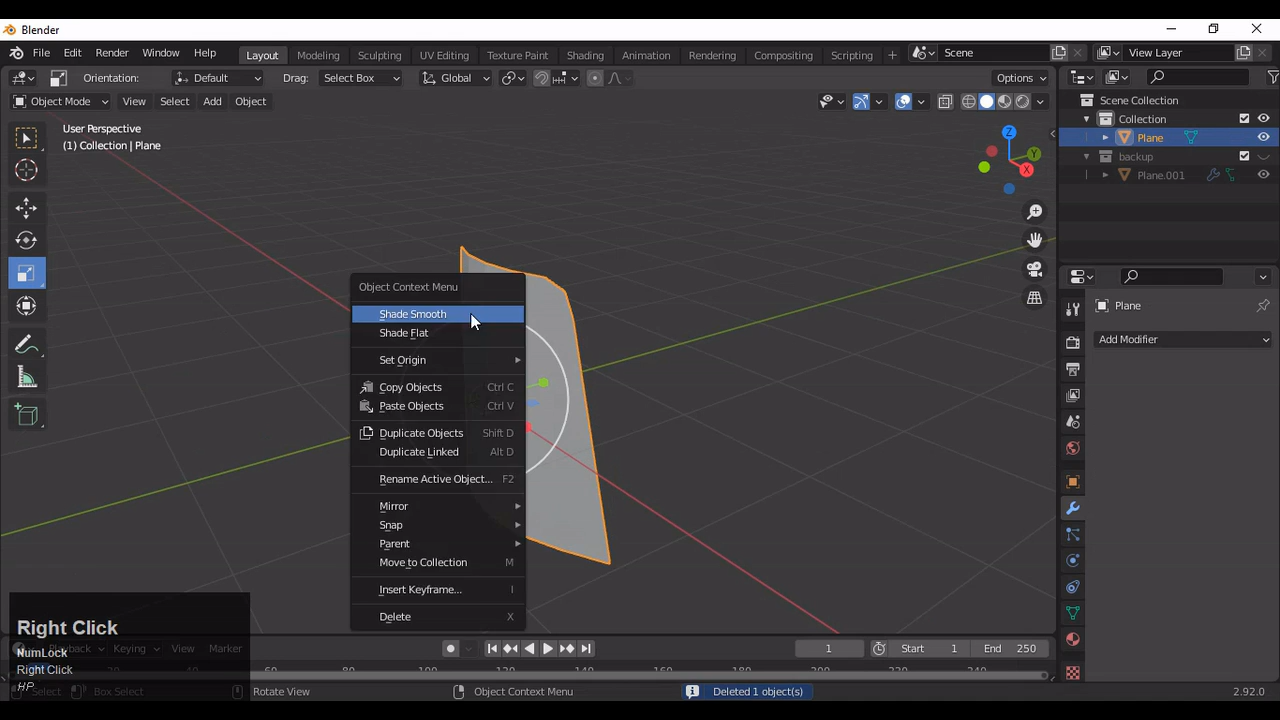 Blender
File Edit Render Window Help Layout Modeling Sculpting UV Editing Texture Paint Shading Animation Rendering Compositing Scripting + Scene View Layer
Orientation: Default Drag: Select Box Global Options
Object Mode View Select Add Object
Scene Collection
Collection
Plane
backup
Plane.001
User Perspective
(1) Collection | Plane
Z
Y
X
Object Context Menu
Shade Smooth
Shade Flat
Set Origin
Copy Objects Ctrl C
Paste Objects Ctrl V
Duplicate Objects Shift D
Duplicate Linked Alt D
Rename Active Object... F2
Mirror
Snap
Parent
Move to Collection M
Insert Keyframe... I
Delete X
Plane
Add Modifier
Right Click
NumLock
Right Click
HP
Playback Keying View Marker 1 Start 1 End 250
Select Box Select Rotate View Object Context Menu Deleted 1 object(s) 2.92.0